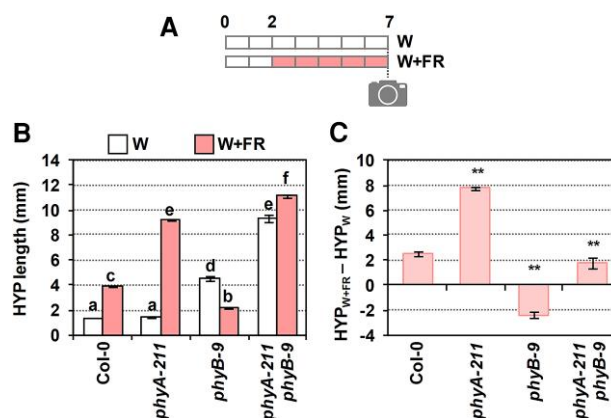 A
0 2 7
W
W+FR
B
W W+FR
HYP length (mm)
14
12
10
8
6
4
2
0
a c a e d b e f
Col-0
phyA-211
phyB-9
phyA-211
phyB-9
C
HYPW+FR – HYPW (mm)
10
8
6
4
2
0
-2
-4
** ** **
Col-0
phyA-211
phyB-9
phyA-211
phyB-9